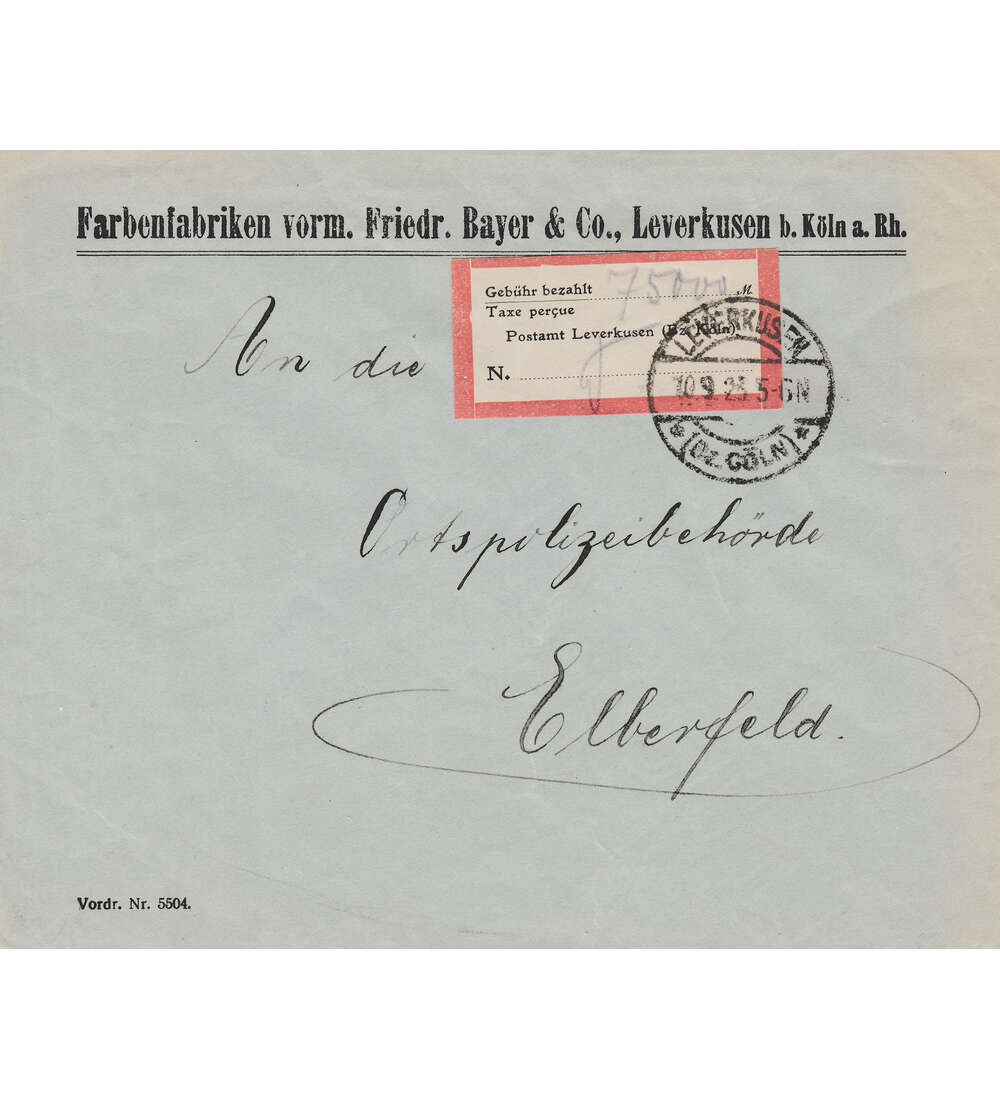 Farbenfabriken vorm. Friedr. Bayer & Co., Leverkusen b. Köln a. Rh.
Gebühr bezahlt 75000 M
Taxe perçue
Postamt Leverkusen (Bz. Köln)
N.
LEVERKUSEN
10.9.23 5-6N
* (Bz. CÖLN) *
An die
Ortspolizeibehörde
Elberfeld.
Vordr. Nr. 5504.